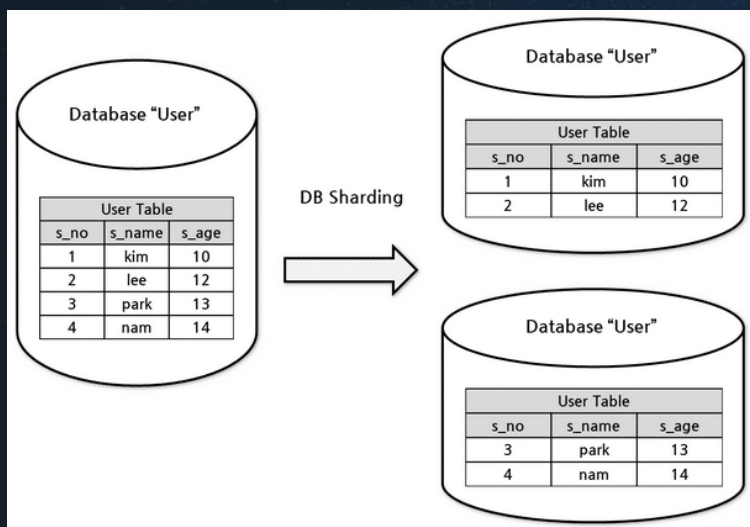 Database “User”
User Table
s_no s_name s_age
1 kim 10
2 lee 12
3 park 13
4 nam 14
DB Sharding
Database “User”
User Table
s_no s_name s_age
1 kim 10
2 lee 12
Database “User”
User Table
s_no s_name s_age
3 park 13
4 nam 14